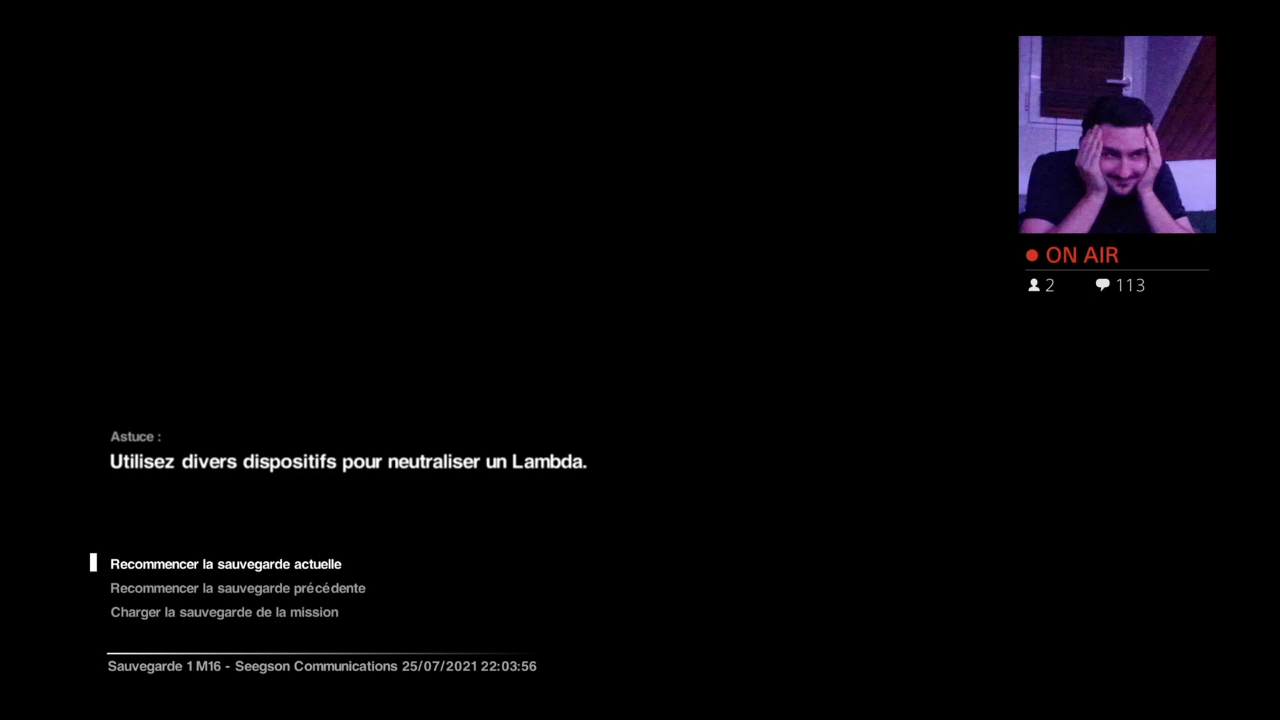 ON AIR
2 113
Astuce :
Utilisez divers dispositifs pour neutraliser un Lambda.
Recommencer la sauvegarde actuelle
Recommencer la sauvegarde précédente
Charger la sauvegarde de la mission
Sauvegarde 1 M16 - Seegson Communications 25/07/2021 22:03:56